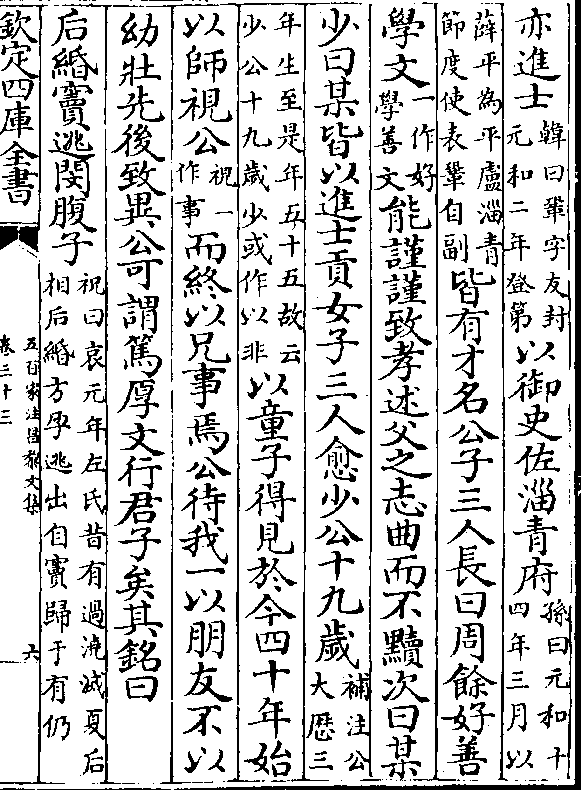 亦進士韓曰鞏字友封元和二年登第以御史佐淄青府孫曰元和十四年三月以
薛平為平盧淄青節度使表鞏自副皆有才名公子三人長曰周餘好善
學文一作好學善文能謹謹致孝述父之志曲而不黷次曰某
少曰某皆以進士貢女子三人愈少公十九歲補注公大厯三
年生至是年五十五故云少公十九歲少或作以非以童子得見於今四十年始
以師視公視一作事而終以兄事焉公待我一以朋友不以
幼壯先後致異公可謂篤厚文行君子矣其銘曰
后緡竇逃閔腹子祝曰哀元年左氏昔有過澆滅夏后相后緡方孕逃出自竇歸于有仍
欽定四庫全書
五百家注昌黎文集
卷三十三
六